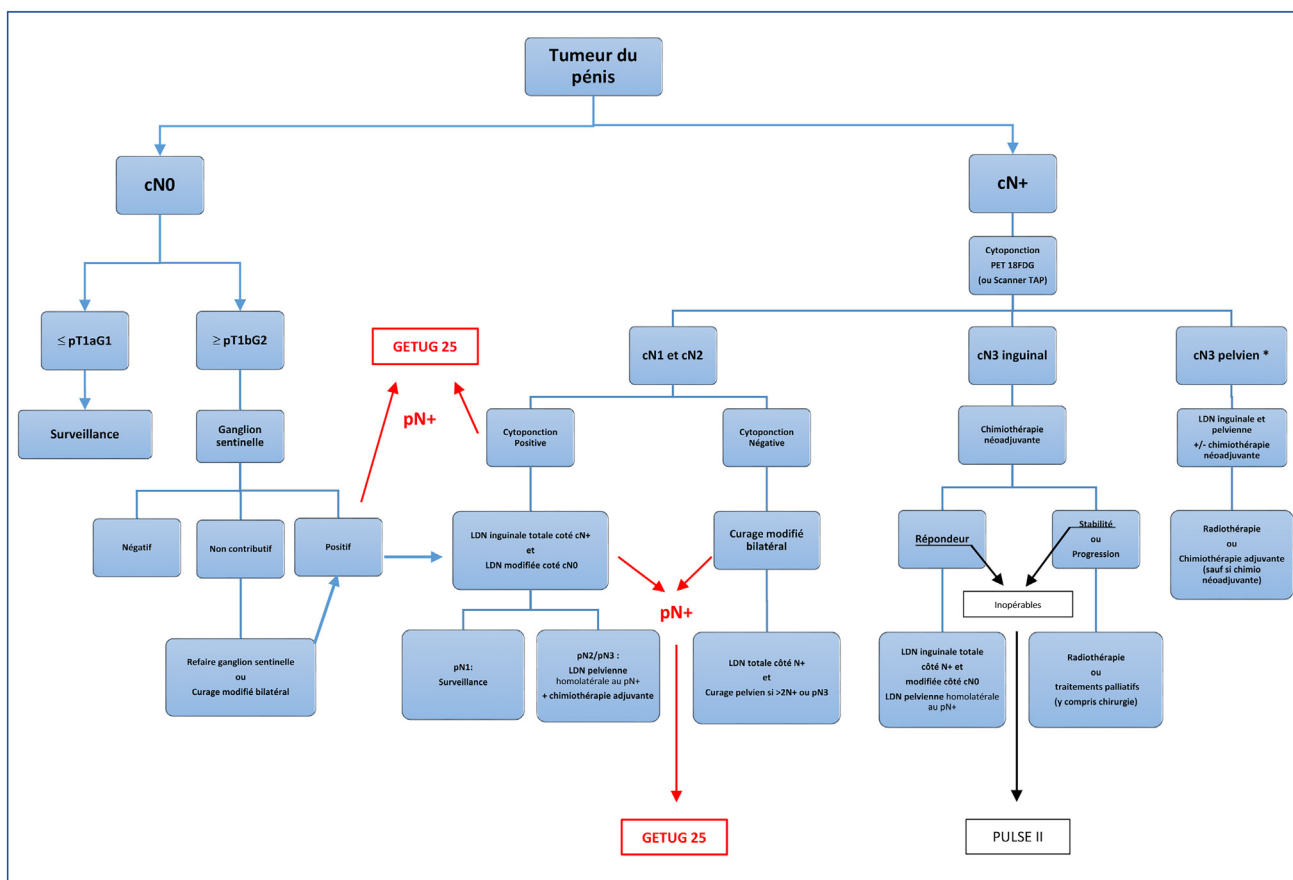 Tumeur du
pénis
cN0
cN+
Cytoponction
PET 18FDG
(ou Scanner TAP)
≤ pT1aG1
≥ pT1bG2
GETUG 25
cN1 et cN2
cN3 inguinal
cN3 pelvien *
pN+
Surveillance
Ganglion
sentinelle
Cytoponction
Positive
Cytoponction
Négative
Chimiothérapie
néoadjuvante
LDN inguinale et
pelvienne
+/- chimiothérapie
néoadjuvante
Négatif
Non contributif
Positif
LDN inguinale totale coté cN+
et
LDN modifiée coté cN0
Curage modifié
bilatéral
Répondeur
Stabilité
ou
Progression
Radiothérapie
ou
Chimiothérapie adjuvante
(sauf si chimio
néoadjuvante)
pN+
Inopérables
Refaire ganglion sentinelle
ou
Curage modifié bilatéral
pN1:
Surveillance
pN2/pN3 :
LDN pelvienne
homolatérale au pN+
+ chimiothérapie adjuvante
LDN totale côté N+
et
Curage pelvien si >2N+ ou pN3
LDN inguinale totale
côté N+ et
modifiée côté cN0
LDN pelvienne homolatérale
au pN+
Radiothérapie
ou
traitements palliatifs
(y compris chirurgie)
GETUG 25
PULSE II